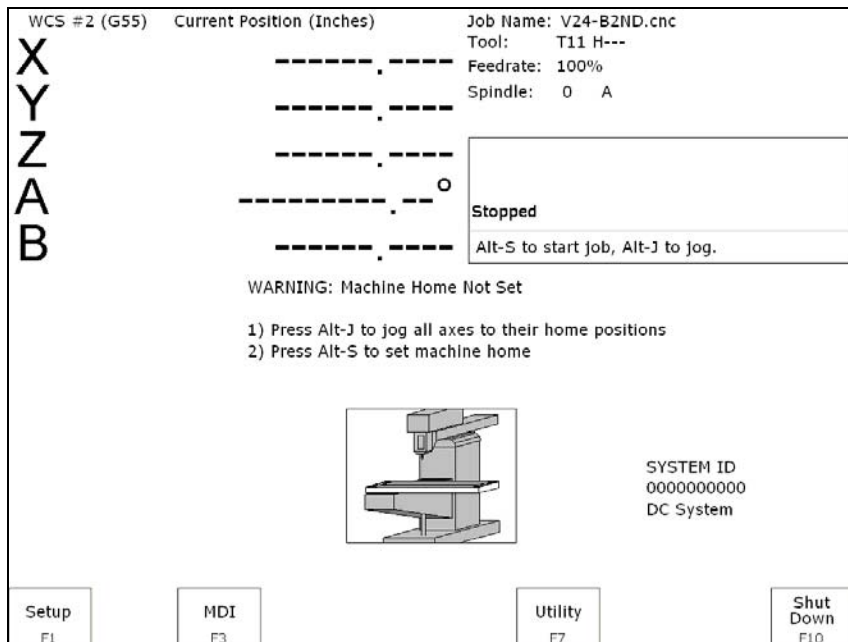 WCS #2 (G55) Current Position (Inches) Job Name: V24-B2ND.cnc
Tool: T11 H---
Feedrate: 100%
Spindle: 0 A
X ------.----
Y ------.----
Z ------.----
A ---------.--°
B ------.----
Stopped
Alt-S to start job, Alt-J to jog.
WARNING: Machine Home Not Set
1) Press Alt-J to jog all axes to their home positions
2) Press Alt-S to set machine home
SYSTEM ID
0000000000
DC System
Setup
F1
MDI
F3
Utility
F7
Shut
Down
F10